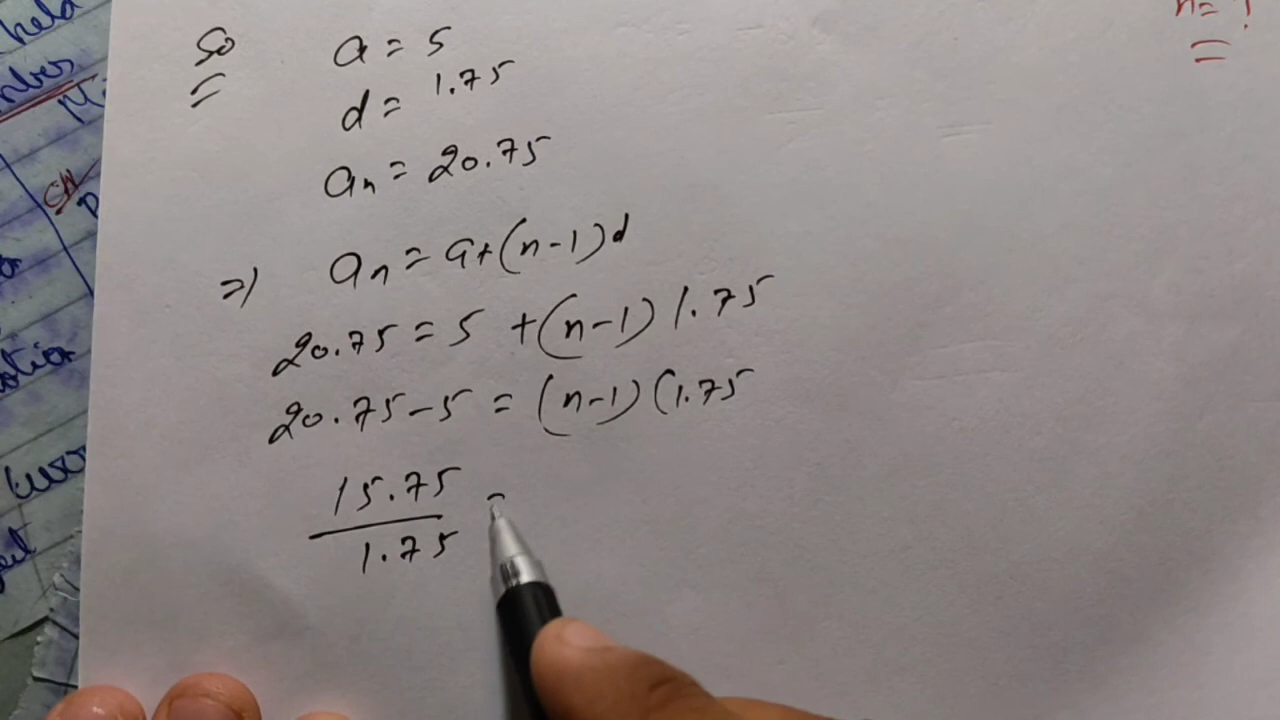 held
n= ?
So a = 5
d = 1.75
an = 20.75
=) an = a+(n-1)d
20.75 = 5 +(n-1) 1.75
20.75-5 = (n-1)(1.75
15.75 =
1.75